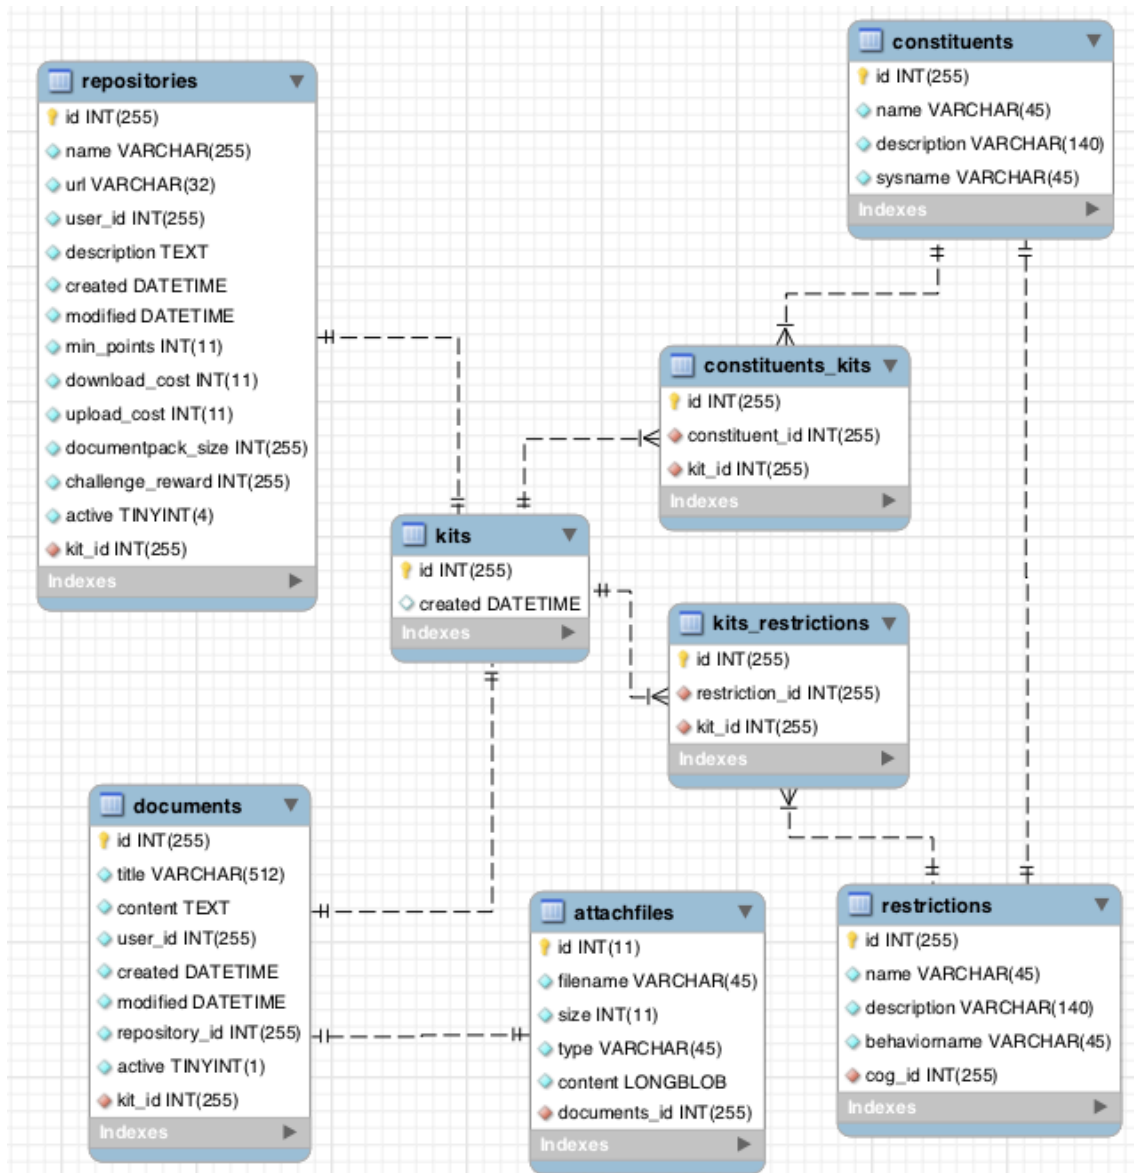 repositories
id INT(255)
name VARCHAR(255)
url VARCHAR(32)
user_id INT(255)
description TEXT
created DATETIME
modified DATETIME
min_points INT(11)
download_cost INT(11)
upload_cost INT(11)
documentpack_size INT(255)
challenge_reward INT(255)
active TINYINT(4)
kit_id INT(255)
Indexes
constituents
id INT(255)
name VARCHAR(45)
description VARCHAR(140)
sysname VARCHAR(45)
Indexes
constituents_kits
id INT(255)
constituent_id INT(255)
kit_id INT(255)
Indexes
kits
id INT(255)
created DATETIME
Indexes
kits_restrictions
id INT(255)
restriction_id INT(255)
kit_id INT(255)
Indexes
documents
id INT(255)
title VARCHAR(512)
content TEXT
user_id INT(255)
created DATETIME
modified DATETIME
repository_id INT(255)
active TINYINT(1)
kit_id INT(255)
Indexes
attachfiles
id INT(11)
filename VARCHAR(45)
size INT(11)
type VARCHAR(45)
content LONGBLOB
documents_id INT(255)
Indexes
restrictions
id INT(255)
name VARCHAR(45)
description VARCHAR(140)
behaviorname VARCHAR(45)
cog_id INT(255)
Indexes